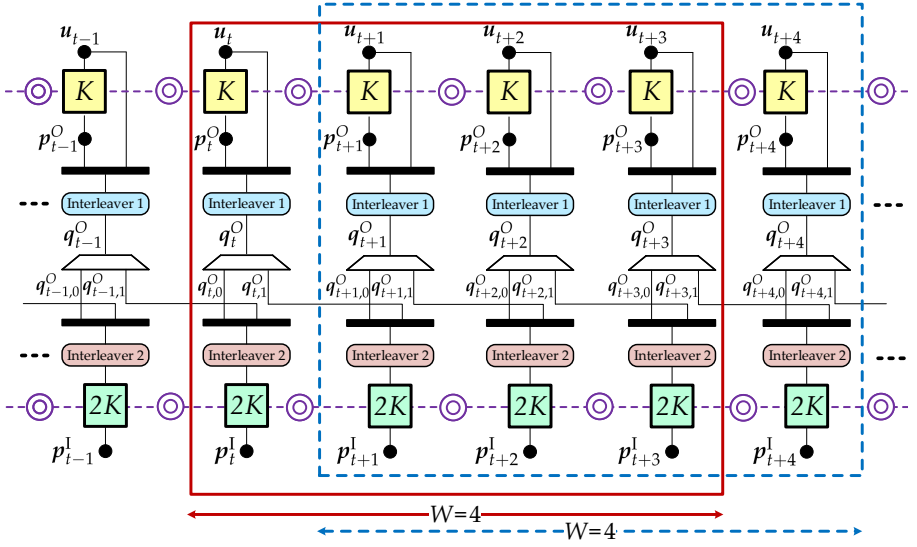 u_{t−1} u_t u_{t+1} u_{t+2} u_{t+3} u_{t+4}
K K K K K K
p^O_{t−1} p^O_t p^O_{t+1} p^O_{t+2} p^O_{t+3} p^O_{t+4}
Interleaver 1 Interleaver 1 Interleaver 1 Interleaver 1 Interleaver 1 Interleaver 1
q^O_{t−1} q^O_t q^O_{t+1} q^O_{t+2} q^O_{t+3} q^O_{t+4}
q^O_{t−1,0} q^O_{t−1,1} q^O_{t,0} q^O_{t,1} q^O_{t+1,0} q^O_{t+1,1} q^O_{t+2,0} q^O_{t+2,1} q^O_{t+3,0} q^O_{t+3,1} q^O_{t+4,0} q^O_{t+4,1}
Interleaver 2 Interleaver 2 Interleaver 2 Interleaver 2 Interleaver 2 Interleaver 2
2K 2K 2K 2K 2K 2K
p^I_{t−1} p^I_t p^I_{t+1} p^I_{t+2} p^I_{t+3} p^I_{t+4}
W=4
W=4